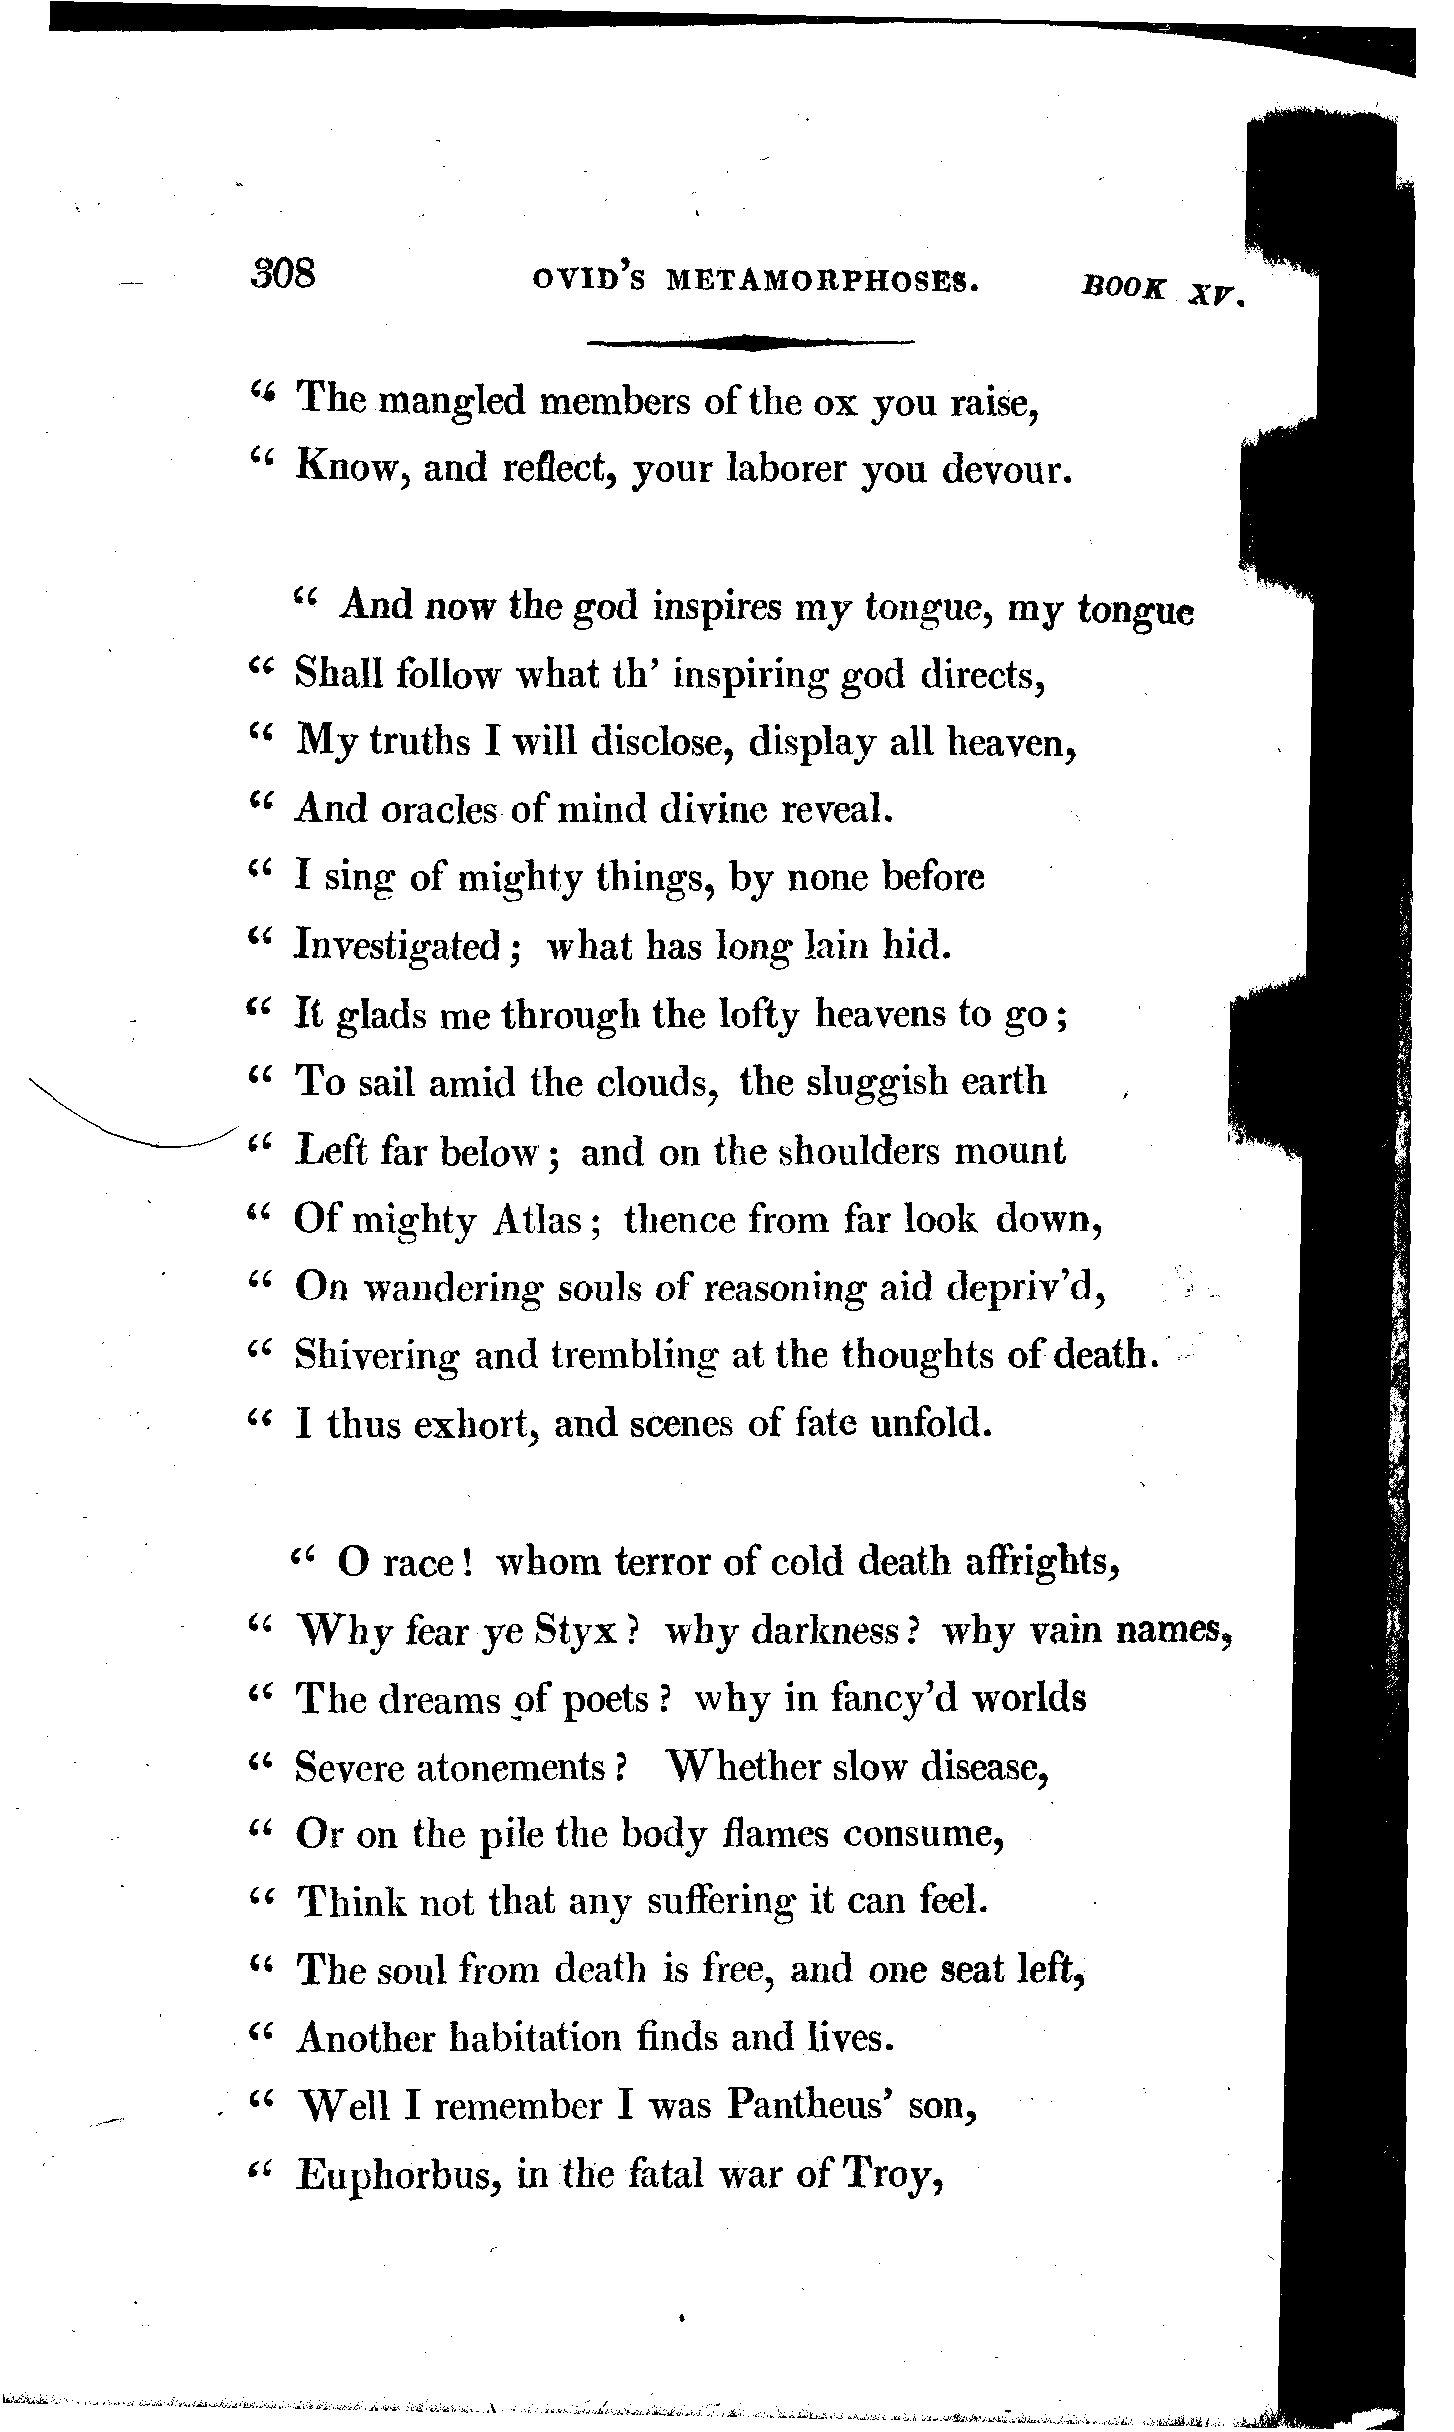 308 OVID'S METAMORPHOSES. BOOK XV.
“ The mangled members of the ox you raise,
“ Know, and reflect, your laborer you devour.
“ And now the god inspires my tongue, my tongue
“ Shall follow what th' inspiring god directs,
“ My truths I will disclose, display all heaven,
“ And oracles of mind divine reveal.
“ I sing of mighty things, by none before
“ Investigated ; what has long lain hid.
“ It glads me through the lofty heavens to go ;
“ To sail amid the clouds, the sluggish earth
“ Left far below ; and on the shoulders mount
“ Of mighty Atlas ; thence from far look down,
“ On wandering souls of reasoning aid depriv'd,
“ Shivering and trembling at the thoughts of death.
“ I thus exhort, and scenes of fate unfold.
“ O race ! whom terror of cold death affrights,
“ Why fear ye Styx ? why darkness ? why vain names,
“ The dreams of poets ? why in fancy'd worlds
“ Severe atonements ? Whether slow disease,
“ Or on the pile the body flames consume,
“ Think not that any suffering it can feel.
“ The soul from death is free, and one seat left,
“ Another habitation finds and lives.
“ Well I remember I was Pantheus' son,
“ Euphorbus, in the fatal war of Troy,